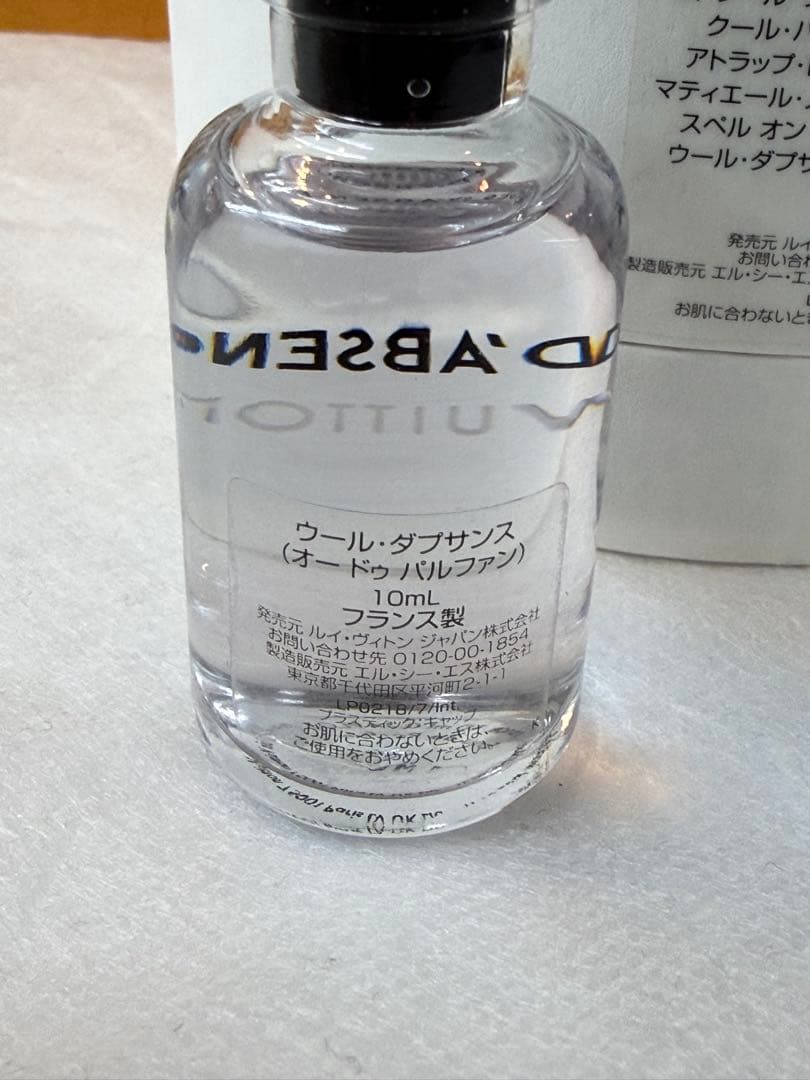 クール・
アトラップ・
マティエール・
スペル オン
ウール・ダプサ
発売元 ルイ
お問い合わ
製造販売元 エル・シー・エ
お肌に合わないとき
D'ABSEN
VUITTON
ウール・ダプサンス
(オー ドゥ パルファン)
10mL
フランス製
発売元 ルイ・ヴィトン ジャパン株式会社
お問い合わせ先 0120-00-1854
製造販売元 エル・シー・エス株式会社
東京都千代田区平河町2-1-1
LP0218/7/Int.
プラスティック:キャップ
お肌に合わないときは、
ご使用をおやめください。